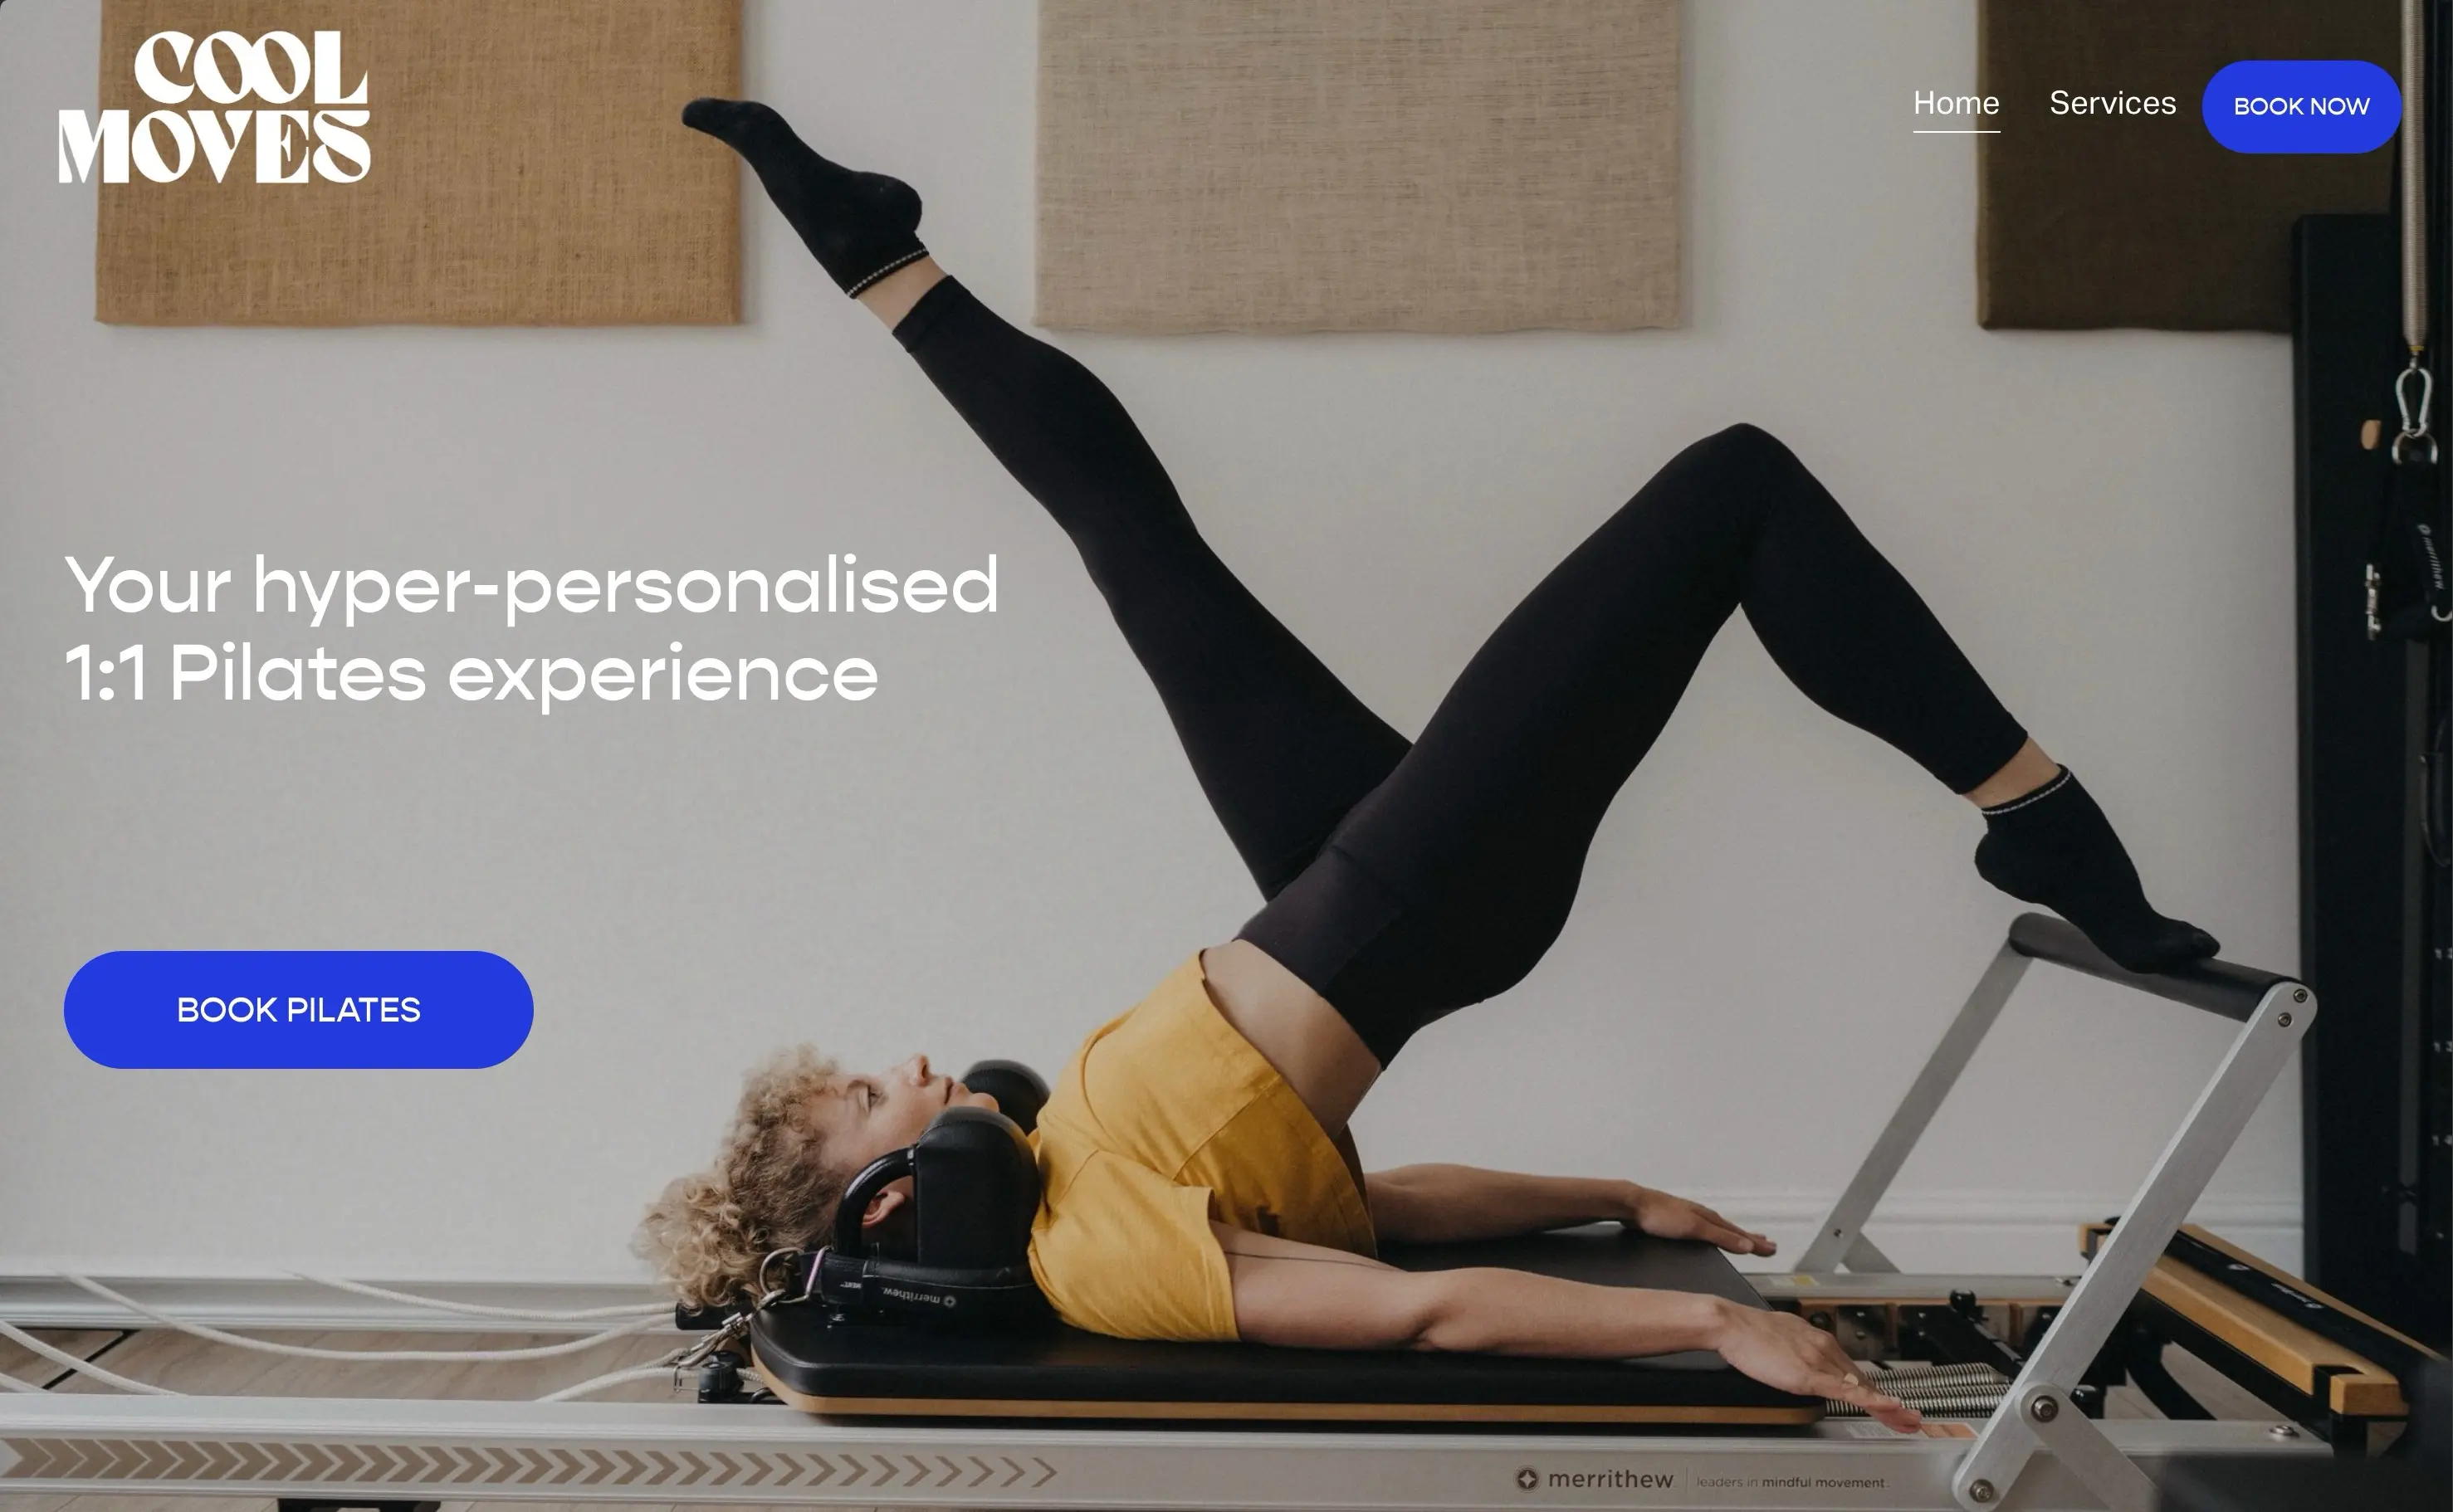 COOL
MOVES
Home
Services
BOOK NOW
Your hyper-personalised
1:1 Pilates experience
BOOK PILATES
merrithew
merrithew
merrithew
leaders in mindful movement